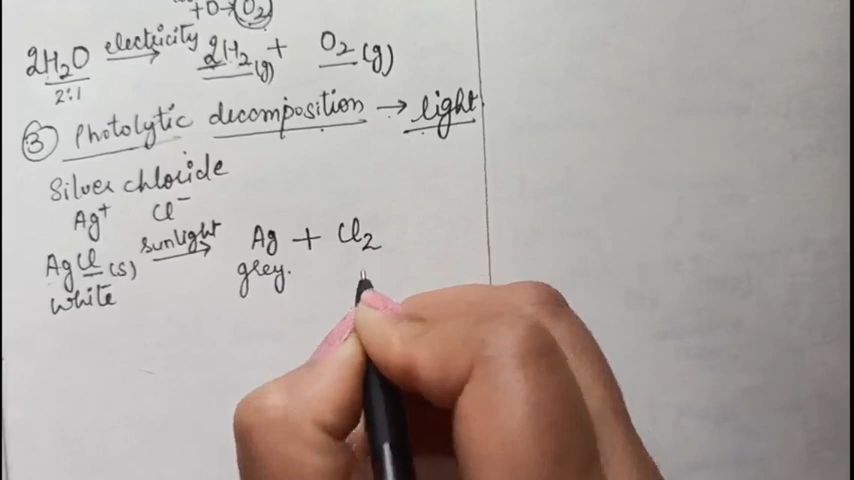 +O→(O2)
2H2O electricity→ 2H2(g) + O2(g)
2:1
③ Photolytic decomposition → light
Silver chloride
Ag+ Cl-
AgCl(s) sunlight→ Ag + Cl2
white grey.